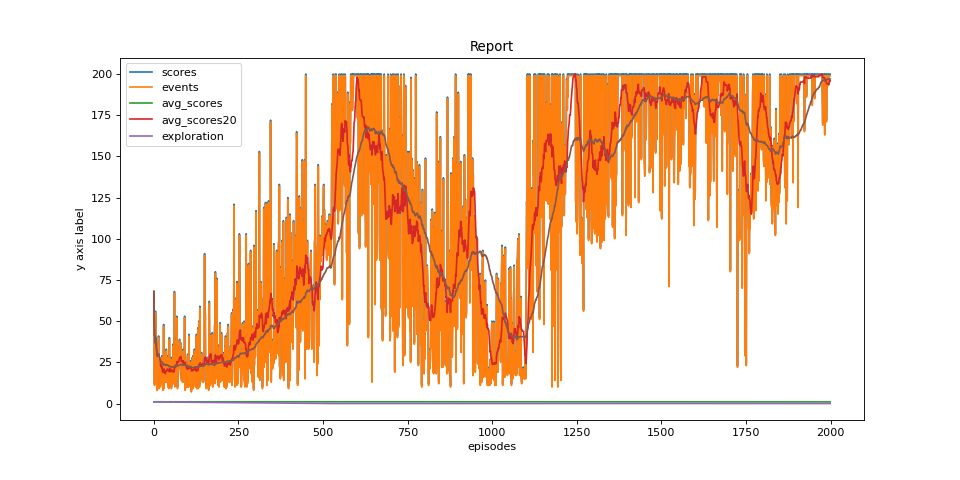 Report
200
175
150
125
100
75
50
25
0
y axis label
scores
events
avg_scores
avg_scores20
exploration
0
250
500
750
1000
1250
1500
1750
2000
episodes